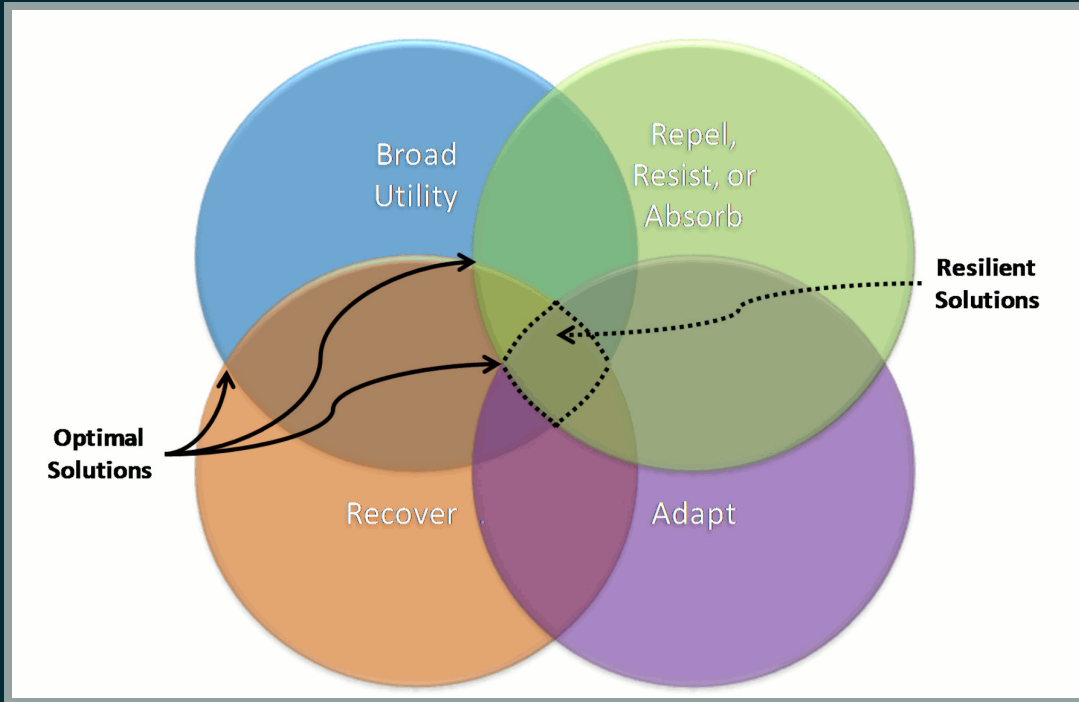 Broad
Utility
Repel,
Resist, or
Absorb
Resilient
Solutions
Optimal
Solutions
Recover
Adapt